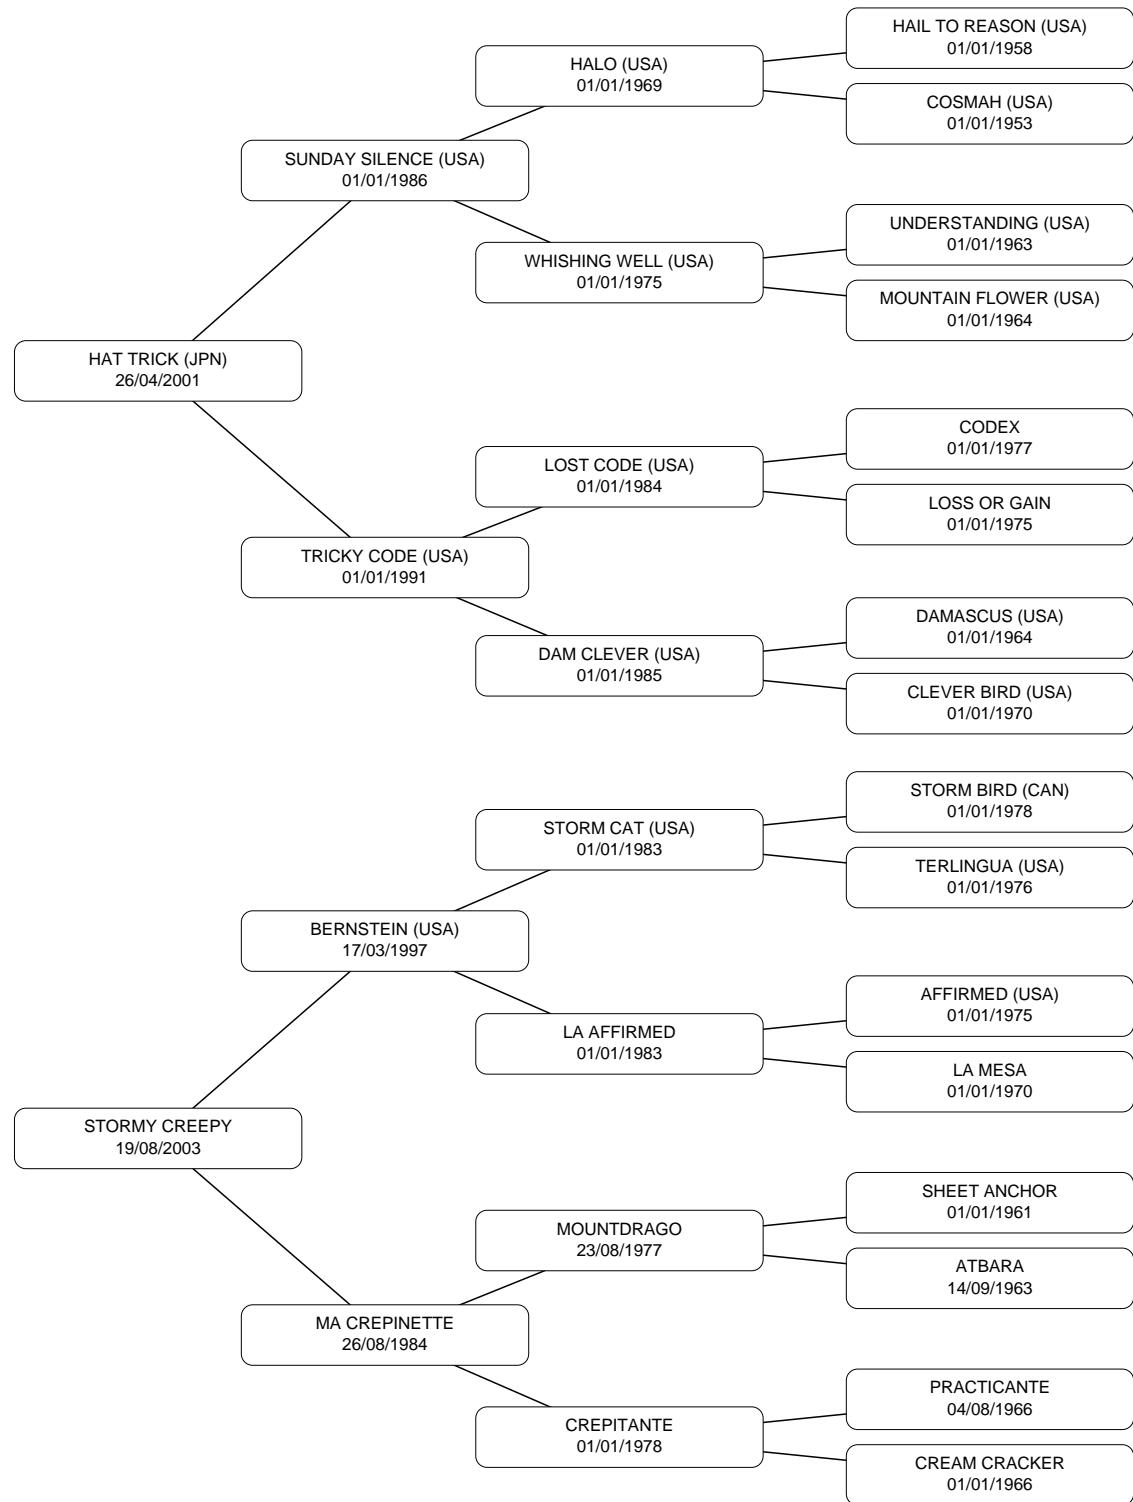 HAIL TO REASON (USA)
01/01/1958
HALO (USA)
01/01/1969
COSMAH (USA)
01/01/1953
SUNDAY SILENCE (USA)
01/01/1986
UNDERSTANDING (USA)
01/01/1963
WHISHING WELL (USA)
01/01/1975
MOUNTAIN FLOWER (USA)
01/01/1964
HAT TRICK (JPN)
26/04/2001
CODEX
01/01/1977
LOST CODE (USA)
01/01/1984
LOSS OR GAIN
01/01/1975
TRICKY CODE (USA)
01/01/1991
DAMASCUS (USA)
01/01/1964
DAM CLEVER (USA)
01/01/1985
CLEVER BIRD (USA)
01/01/1970
STORM BIRD (CAN)
01/01/1978
STORM CAT (USA)
01/01/1983
TERLINGUA (USA)
01/01/1976
BERNSTEIN (USA)
17/03/1997
AFFIRMED (USA)
01/01/1975
LA AFFIRMED
01/01/1983
LA MESA
01/01/1970
STORMY CREEPY
19/08/2003
SHEET ANCHOR
01/01/1961
MOUNTDRAGO
23/08/1977
ATBARA
14/09/1963
MA CREPINETTE
26/08/1984
PRACTICANTE
04/08/1966
CREPITANTE
01/01/1978
CREAM CRACKER
01/01/1966